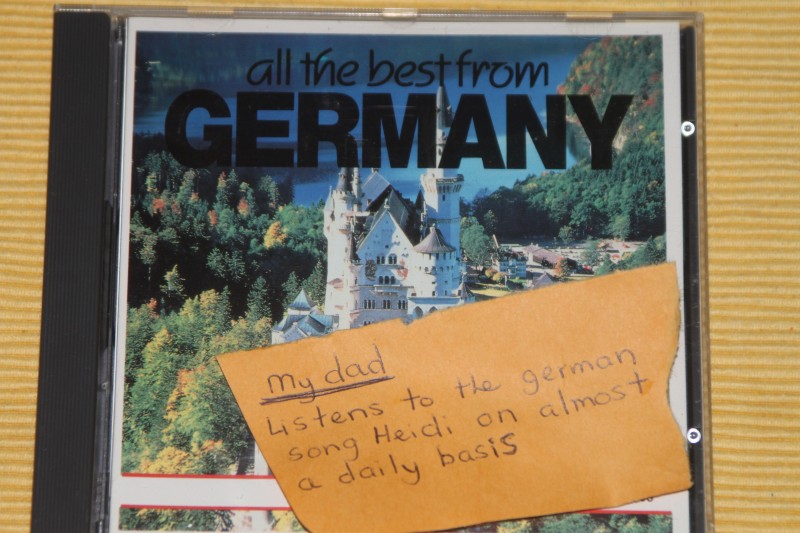 all the best from
GERMANY
my dad
Listens to the german
song Heidi on almost
a daily basis